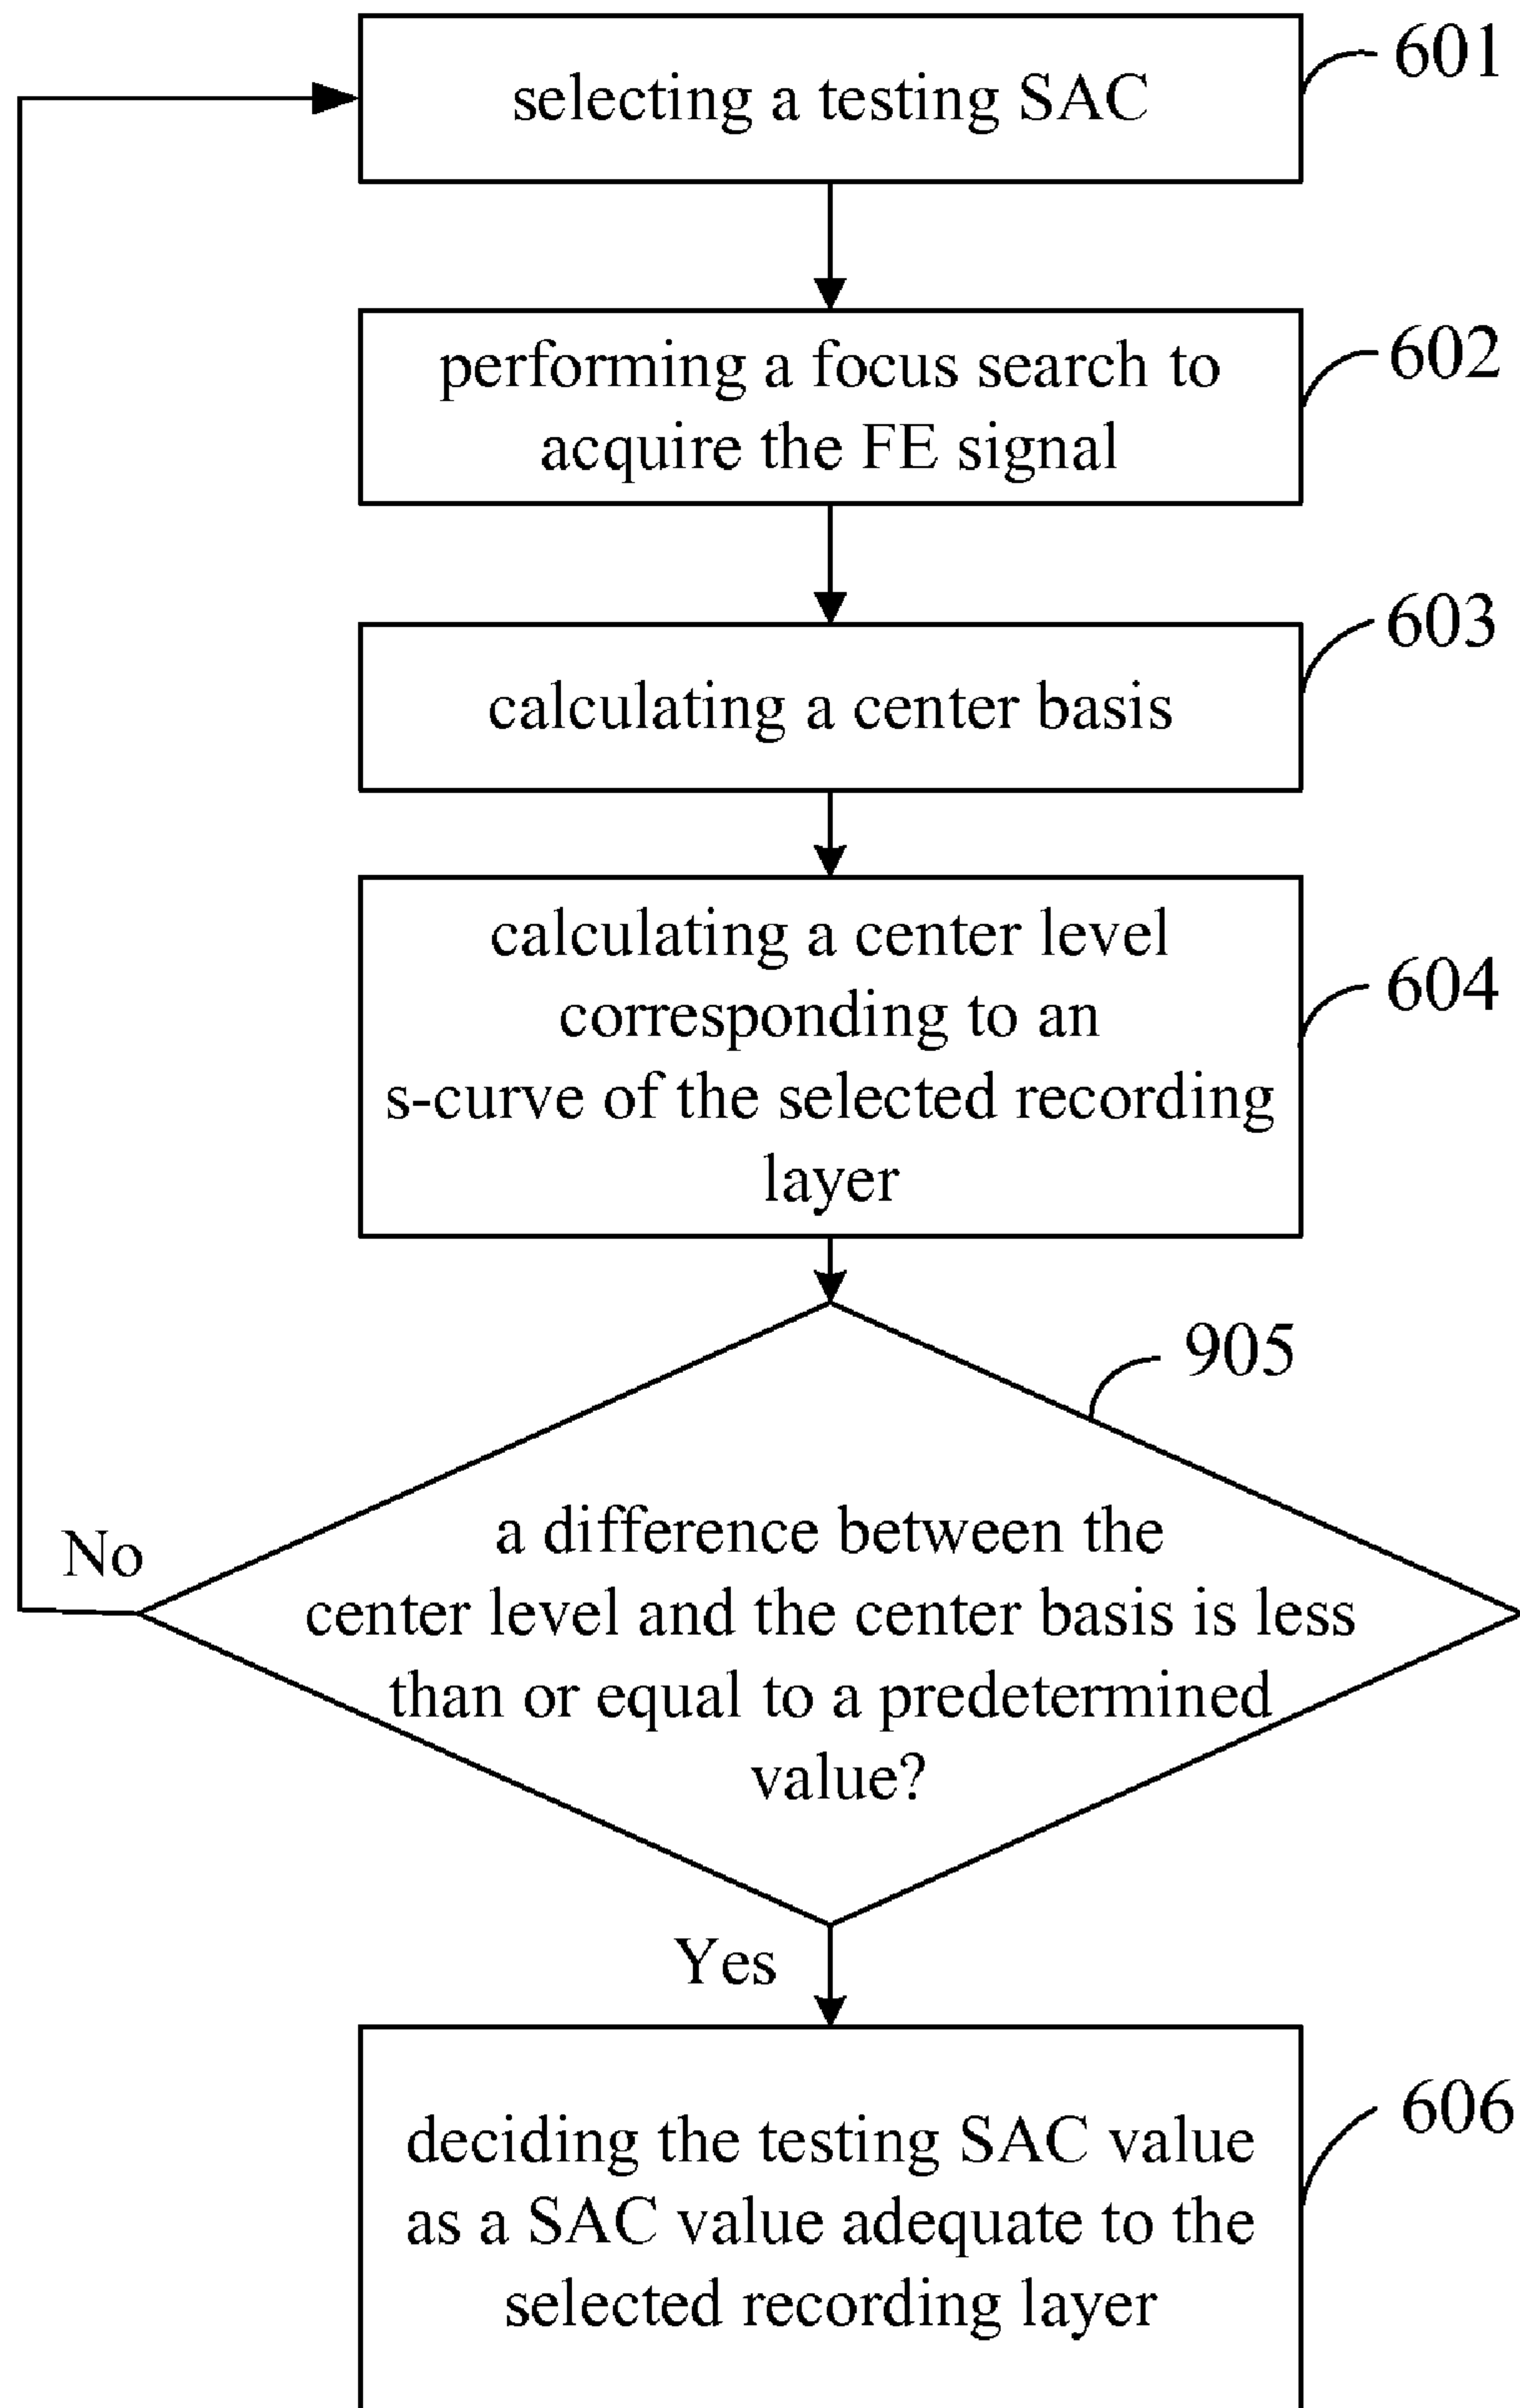 selecting a testing SAC
601
performing a focus search to
acquire the FE signal
602
calculating a center basis
603
calculating a center level
corresponding to an
s-curve of the selected recording
layer
604
905
a difference between the
center level and the center basis is less
than or equal to a predetermined
value?
No
Yes
deciding the testing SAC value
as a SAC value adequate to the
selected recording layer
606